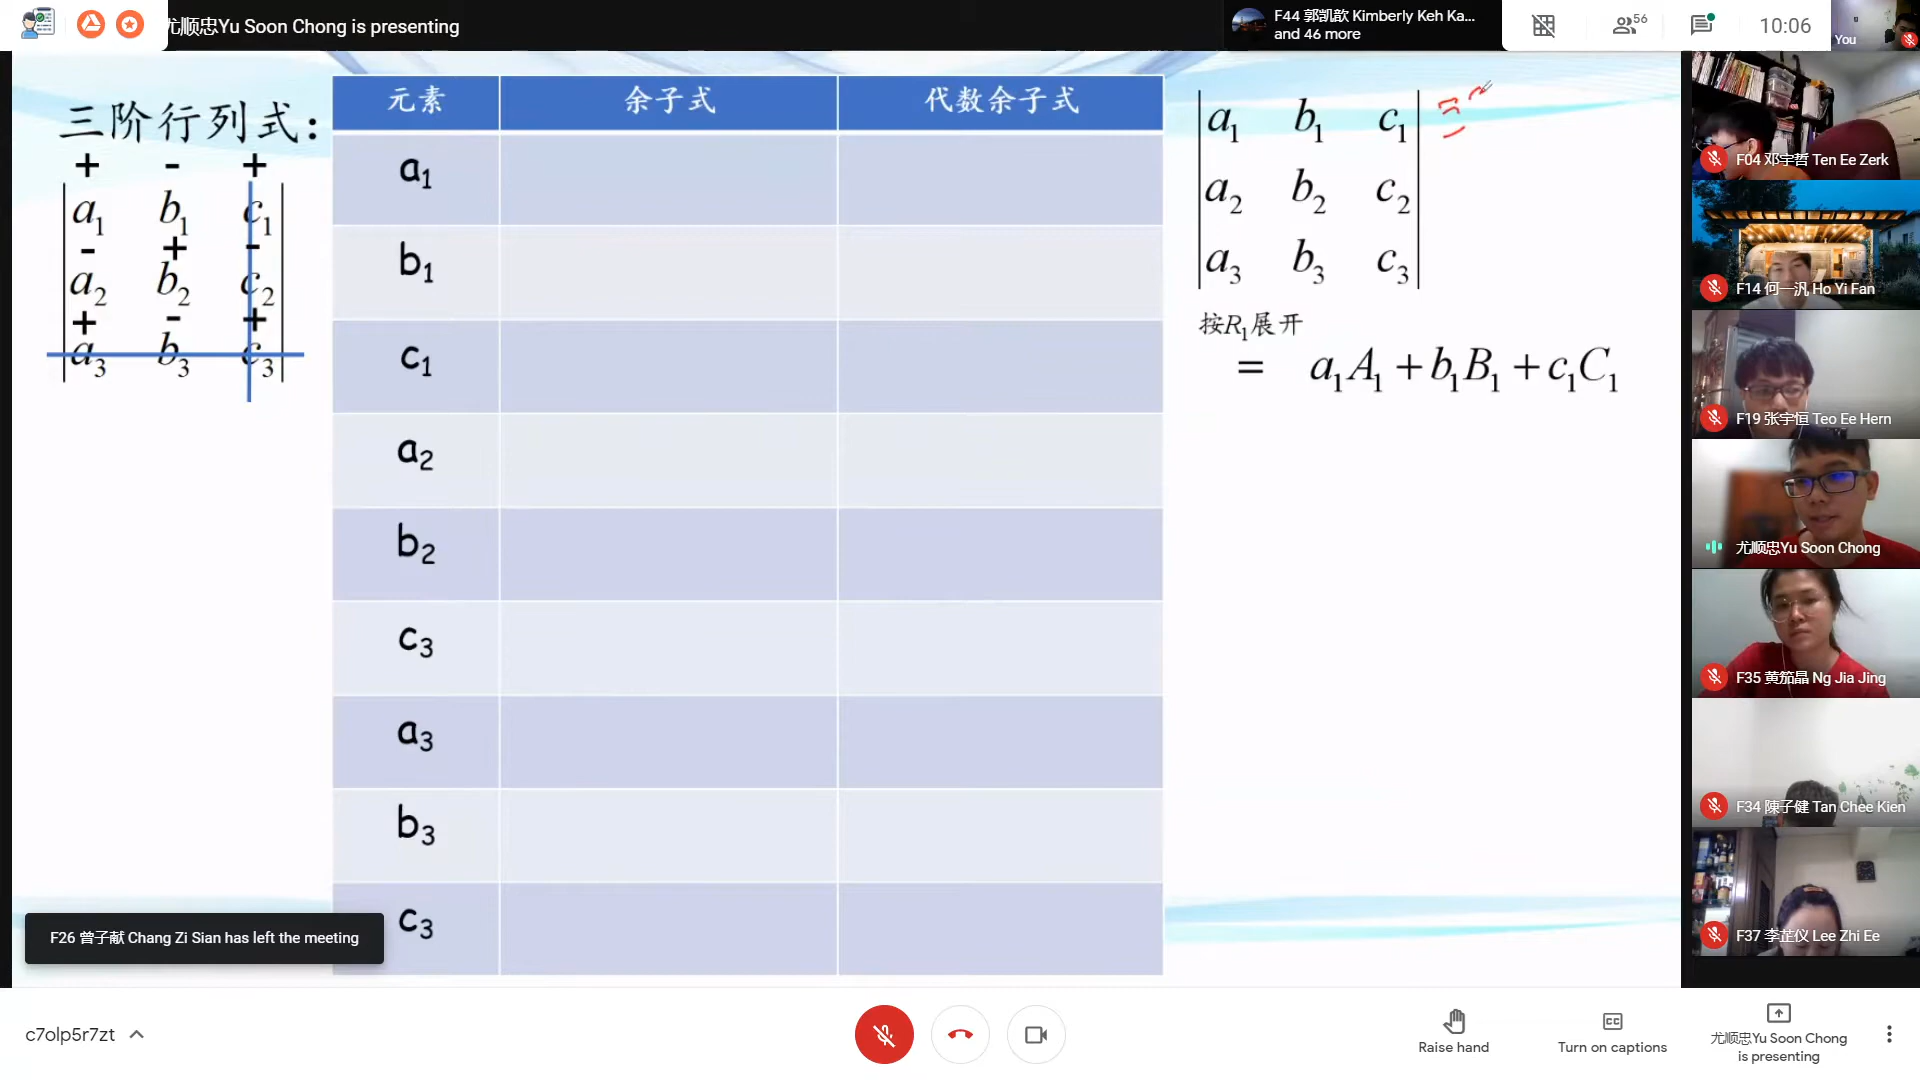 尤顺忠Yu Soon Chong is presenting
F44 郭凯歆 Kimberly Keh Ka...
and 46 more
56
10:06
You
三阶行列式：
+ - +
a1 b1 c1
- + -
a2 b2 c2
+ - +
a3 b3 c3
元素 余子式 代数余子式
a1
b1
c1
a2
b2
c3
a3
b3
c3
a1 b1 c1
a2 b2 c2
a3 b3 c3
按R1展开
= a1A1 + b1B1 + c1C1
F04 邓宇哲 Ten Ee Zerk
F14 何一汎 Ho Yi Fan
F19 张宇恒 Teo Ee Hern
尤顺忠Yu Soon Chong
F35 黄笳晶 Ng Jia Jing
F34 陳子健 Tan Chee Kien
F37 李芷仪 Lee Zhi Ee
F26 曾子献 Chang Zi Sian has left the meeting
c7olp5r7zt
Raise hand
CC
Turn on captions
尤顺忠Yu Soon Chong
is presenting